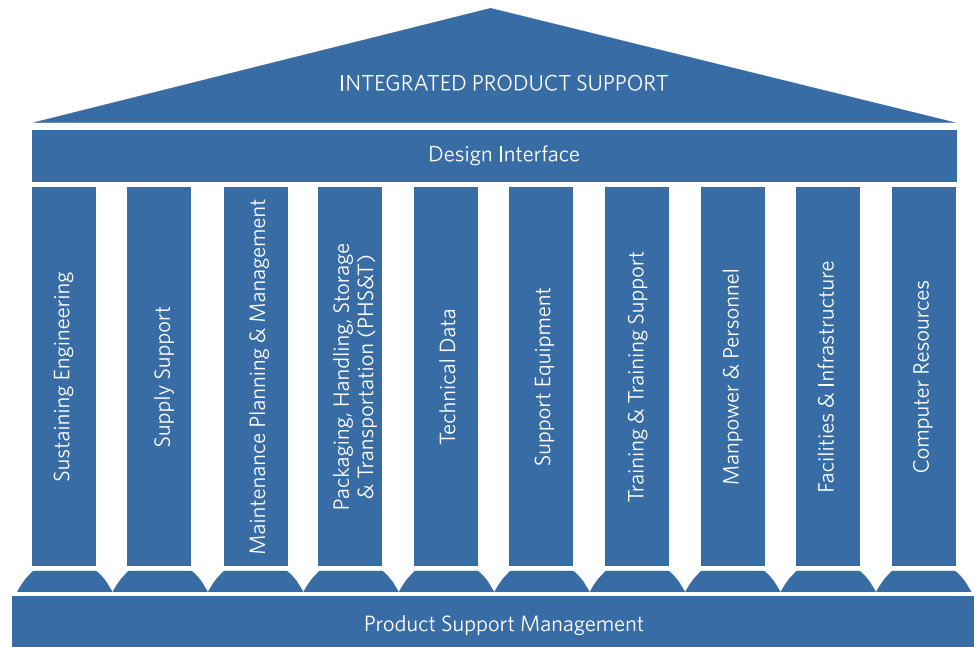 INTEGRATED PRODUCT SUPPORT
Design Interface
Sustaining Engineering
Supply Support
Maintenance Planning & Management
Packaging, Handling, Storage
& Transportation (PHS&T)
Technical Data
Support Equipment
Training & Training Support
Manpower & Personnel
Facilities & Infrastructure
Computer Resources
Product Support Management